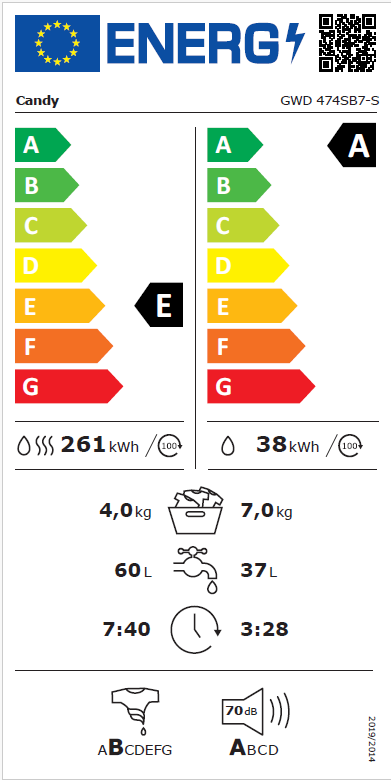 ENERG
Candy GWD 474SB7-S
A A A
B B
C C
D D
E E E
F F
G G
261 kWh / 100 38 kWh / 100
4,0 kg 7,0 kg
60 L 37 L
7:40 3:28
70 dB
ABCDEFG ABCD
2019/2014